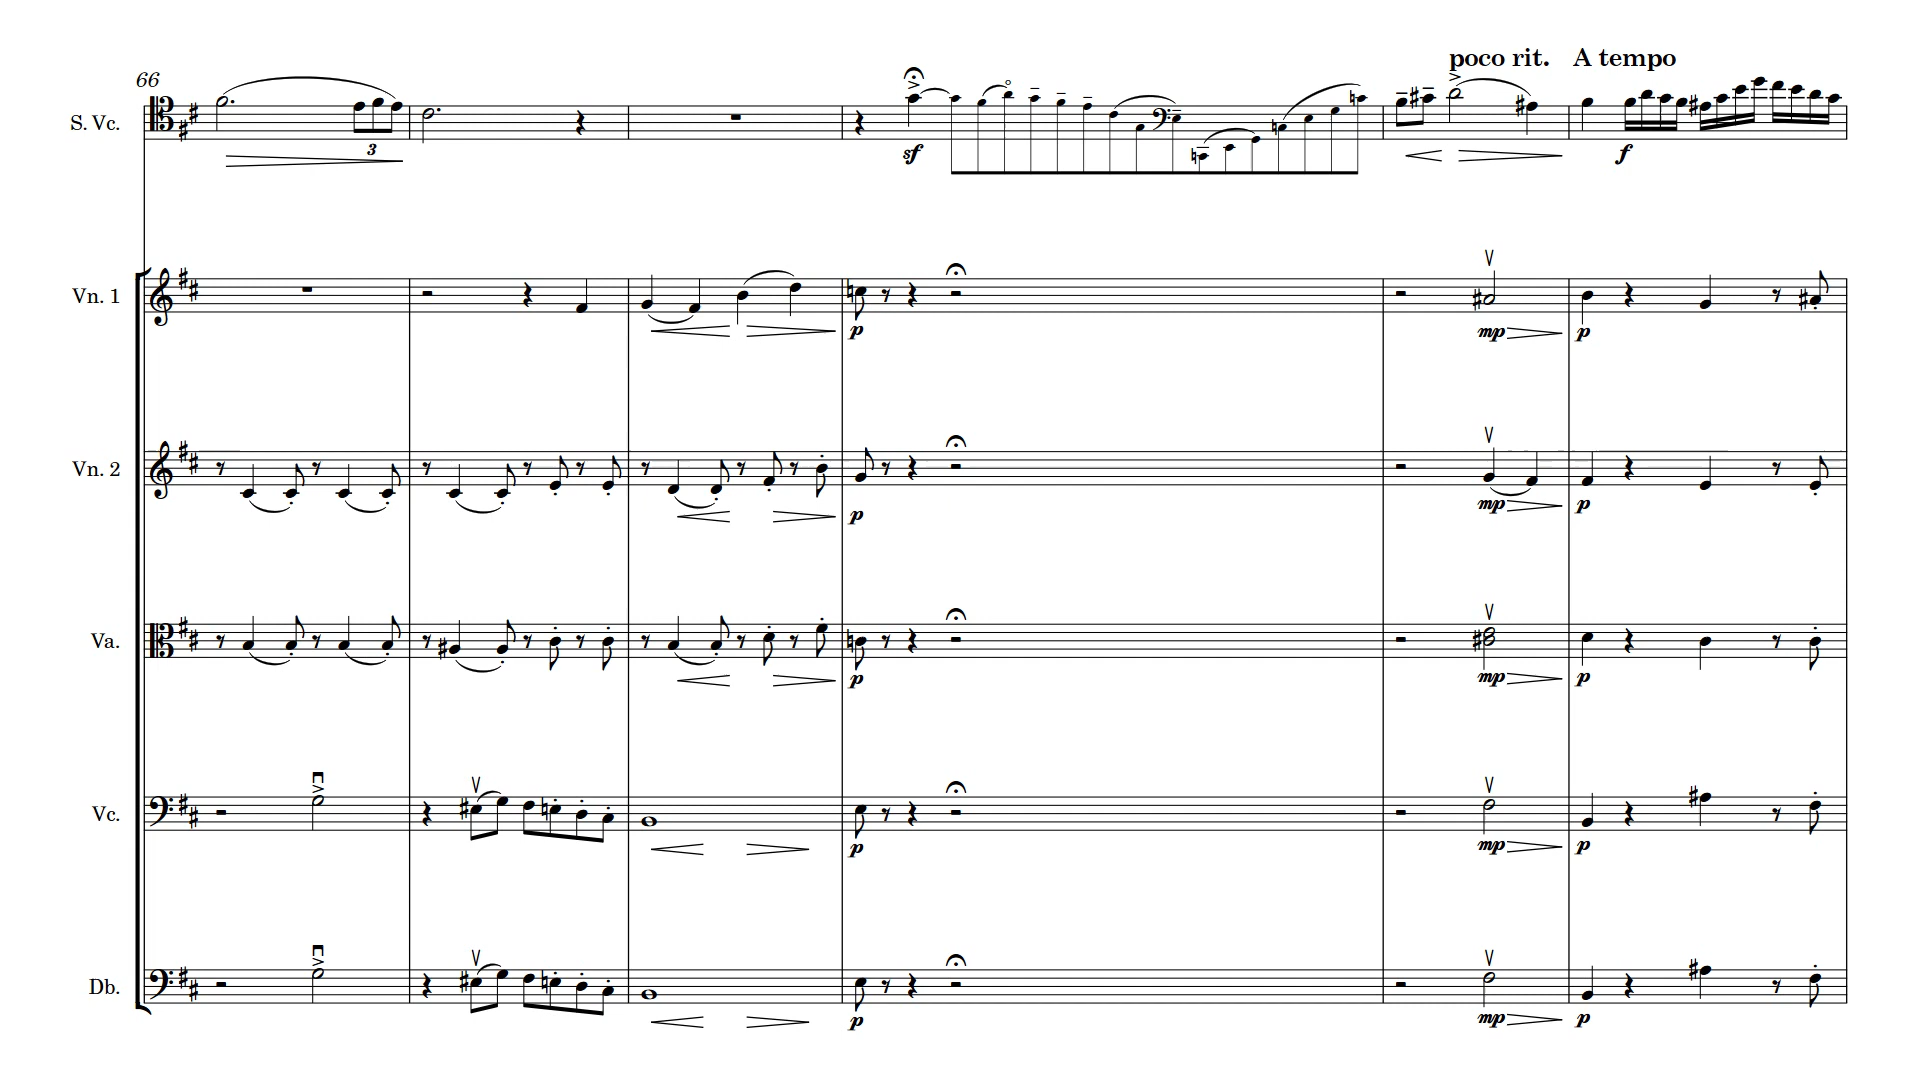 poco rit. A tempo
66
S. Vc.
3
sf
f
Vn. 1
p
mp
p
Vn. 2
p
mp
p
Va.
p
mp
p
Vc.
p
mp
p
Db.
p
mp
p